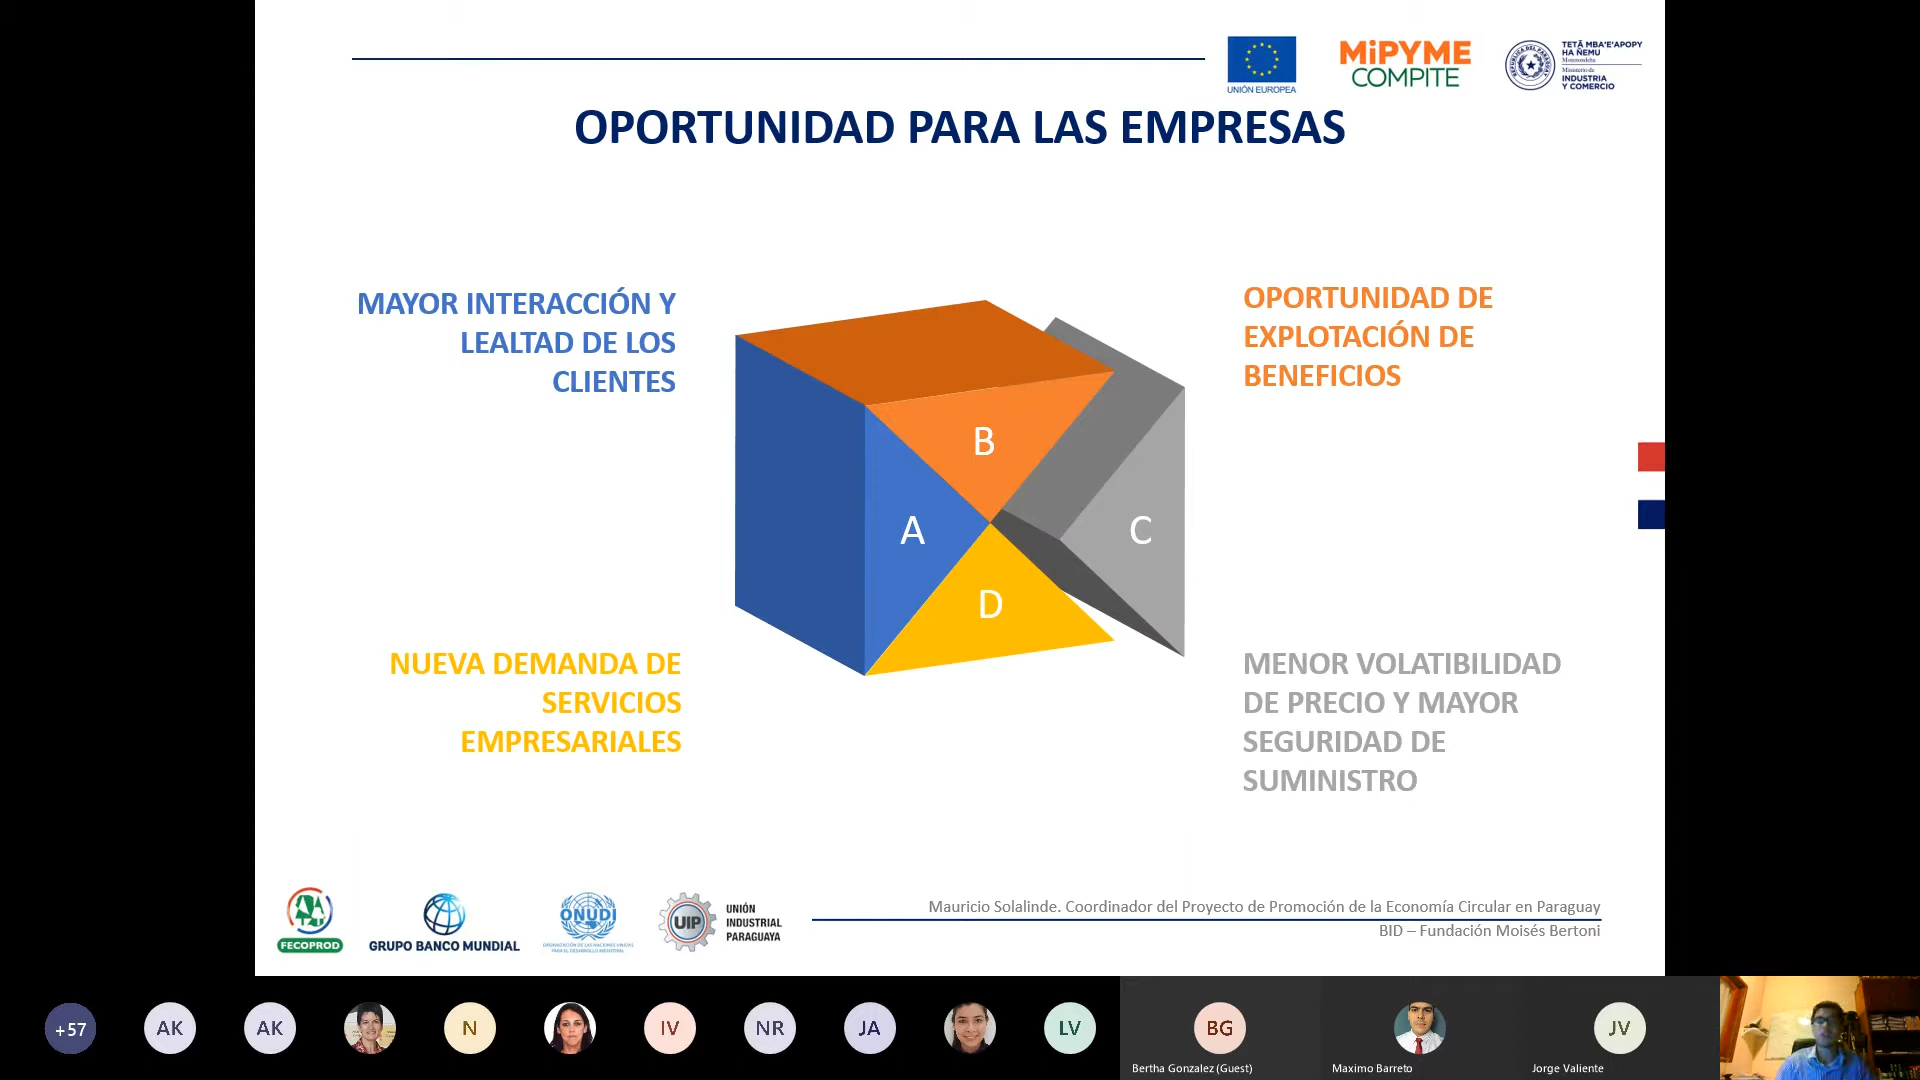 UNIÓN EUROPEA
MiPYME
COMPITE
TETÃ MBA'E'APOPY
HA ÑEMU
Motenondeha
Ministerio de
INDUSTRIA
Y COMERCIO
OPORTUNIDAD PARA LAS EMPRESAS
MAYOR INTERACCIÓN Y
LEALTAD DE LOS
CLIENTES
OPORTUNIDAD DE
EXPLOTACIÓN DE
BENEFICIOS
B
A
C
D
NUEVA DEMANDA DE
SERVICIOS
EMPRESARIALES
MENOR VOLATIBILIDAD
DE PRECIO Y MAYOR
SEGURIDAD DE
SUMINISTRO
FECOPROD
GRUPO BANCO MUNDIAL
ONUDI
ORGANIZACIÓN DE LAS NACIONES UNIDAS
PARA EL DESARROLLO INDUSTRIAL
UIP
UNIÓN
INDUSTRIAL
PARAGUAYA
Mauricio Solalinde. Coordinador del Proyecto de Promoción de la Economía Circular en Paraguay
BID – Fundación Moisés Bertoni
+57
AK
AK
N
IV
NR
JA
LV
BG
JV
Bertha Gonzalez (Guest)
Maximo Barreto
Jorge Valiente